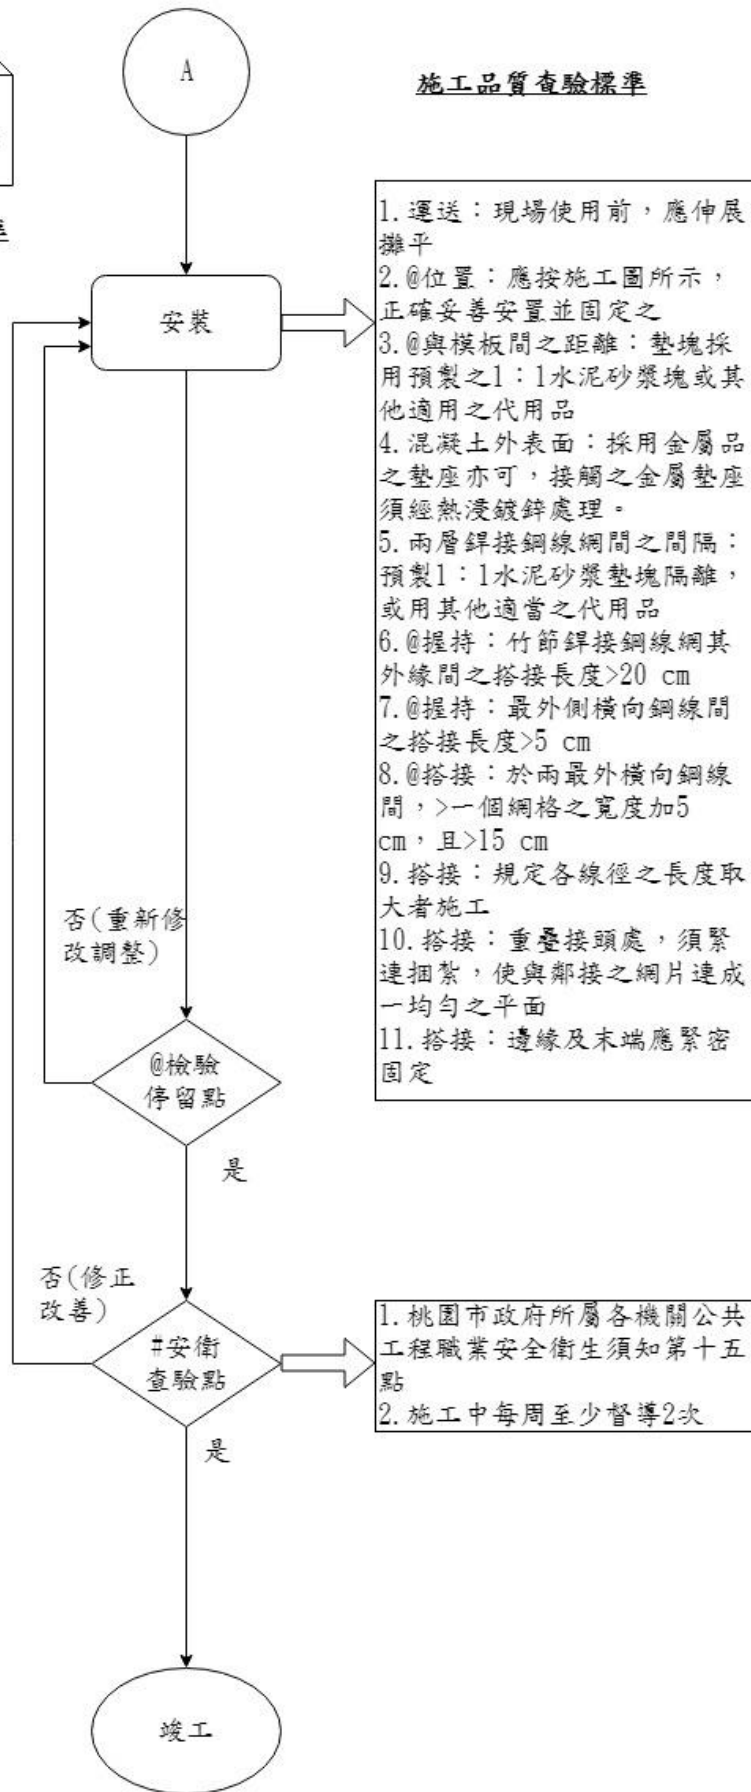 A
施工品質查驗標準
準
安裝
1.運送：現場使用前，應伸展
攤平
2.@位置：應按施工圖所示，
正確妥善安置並固定之
3.@與模板間之距離：墊塊採
用預製之1：1水泥砂漿塊或其
他適用之代用品
4.混凝土外表面：採用金屬品
之墊座亦可，接觸之金屬墊座
須經熱浸鍍鋅處理。
5.兩層銲接鋼線網間之間隔：
預製1：1水泥砂漿墊塊隔離，
或用其他適當之代用品
6.@握持：竹節銲接鋼線網其
外緣間之搭接長度>20 cm
7.@握持：最外側橫向鋼線間
之搭接長度>5 cm
8.@搭接：於兩最外橫向鋼線
間，>一個網格之寬度加5
cm，且>15 cm
9.搭接：規定各線徑之長度取
大者施工
10.搭接：重疊接頭處，須緊
連捆紮，使與鄰接之網片連成
一均勻之平面
11.搭接：邊緣及末端應緊密
固定
否(重新修
改調整)
@檢驗
停留點
是
否(修正
改善)
#安衛
查驗點
1.桃園市政府所屬各機關公共
工程職業安全衛生須知第十五
點
2.施工中每周至少督導2次
是
竣工